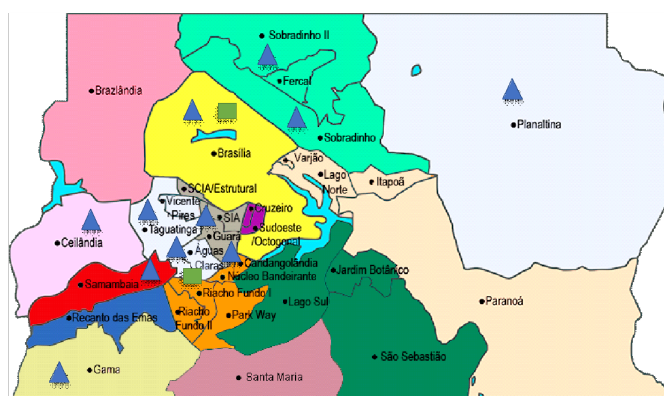 Sobradinho II
Fercal
Brazlândia
Planaltina
Sobradinho
Brasília
Varjão
Lago
Norte
Itapoã
SCIA/Estrutural
Vicente
Pires
Cruzeiro
SIA
Taguatinga
Sudoeste
/Octogonal
Guara
Ceilândia
Águas
Claras
Candangolândia
Núcleo Bandeirante
Jardim Botânico
Samambaia
Riacho Fundo I
Lago Sul
Paranoá
Recanto das Emas
Riacho
Fundo II
Park Way
São Sebastião
Gama
Santa Maria